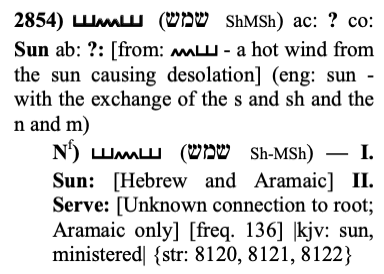 2854) (שמש ShMSh) ac: ? co:
Sun ab: ?: [from: - a hot wind from
the sun causing desolation] (eng: sun -
with the exchange of the s and sh and the
n and m)
Nᶠ) (שמש Sh-MSh) — I.
Sun: [Hebrew and Aramaic] II.
Serve: [Unknown connection to root;
Aramaic only] [freq. 136] |kjv: sun,
ministered| {str: 8120, 8121, 8122}